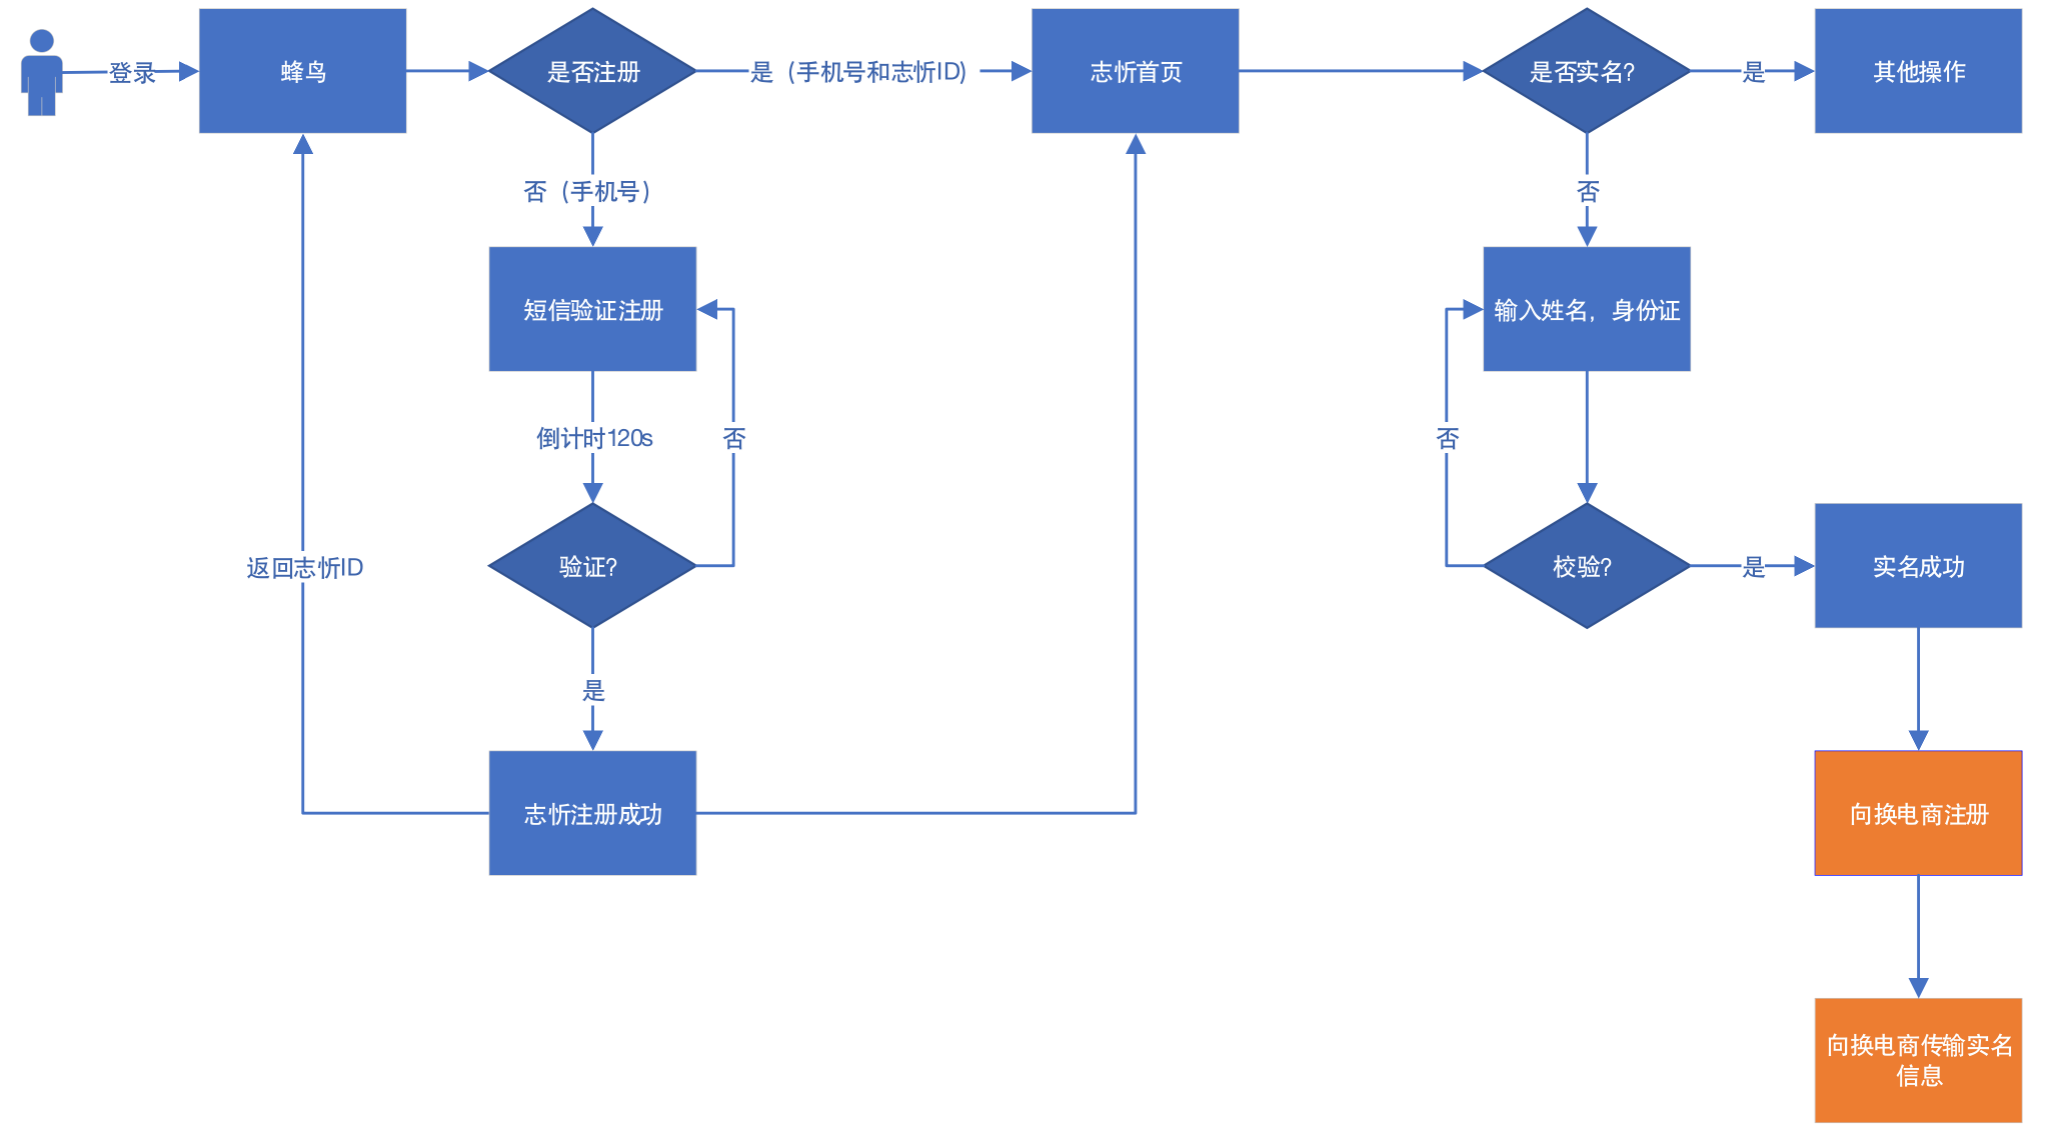 登录
蜂鸟
是否注册
是（手机号和志忻ID）
志忻首页
是否实名？
是
其他操作
否（手机号）
否
短信验证注册
输入姓名，身份证
倒计时120s
否
否
返回志忻ID
验证？
校验？
是
实名成功
是
志忻注册成功
向换电商注册
向换电商传输实名
信息